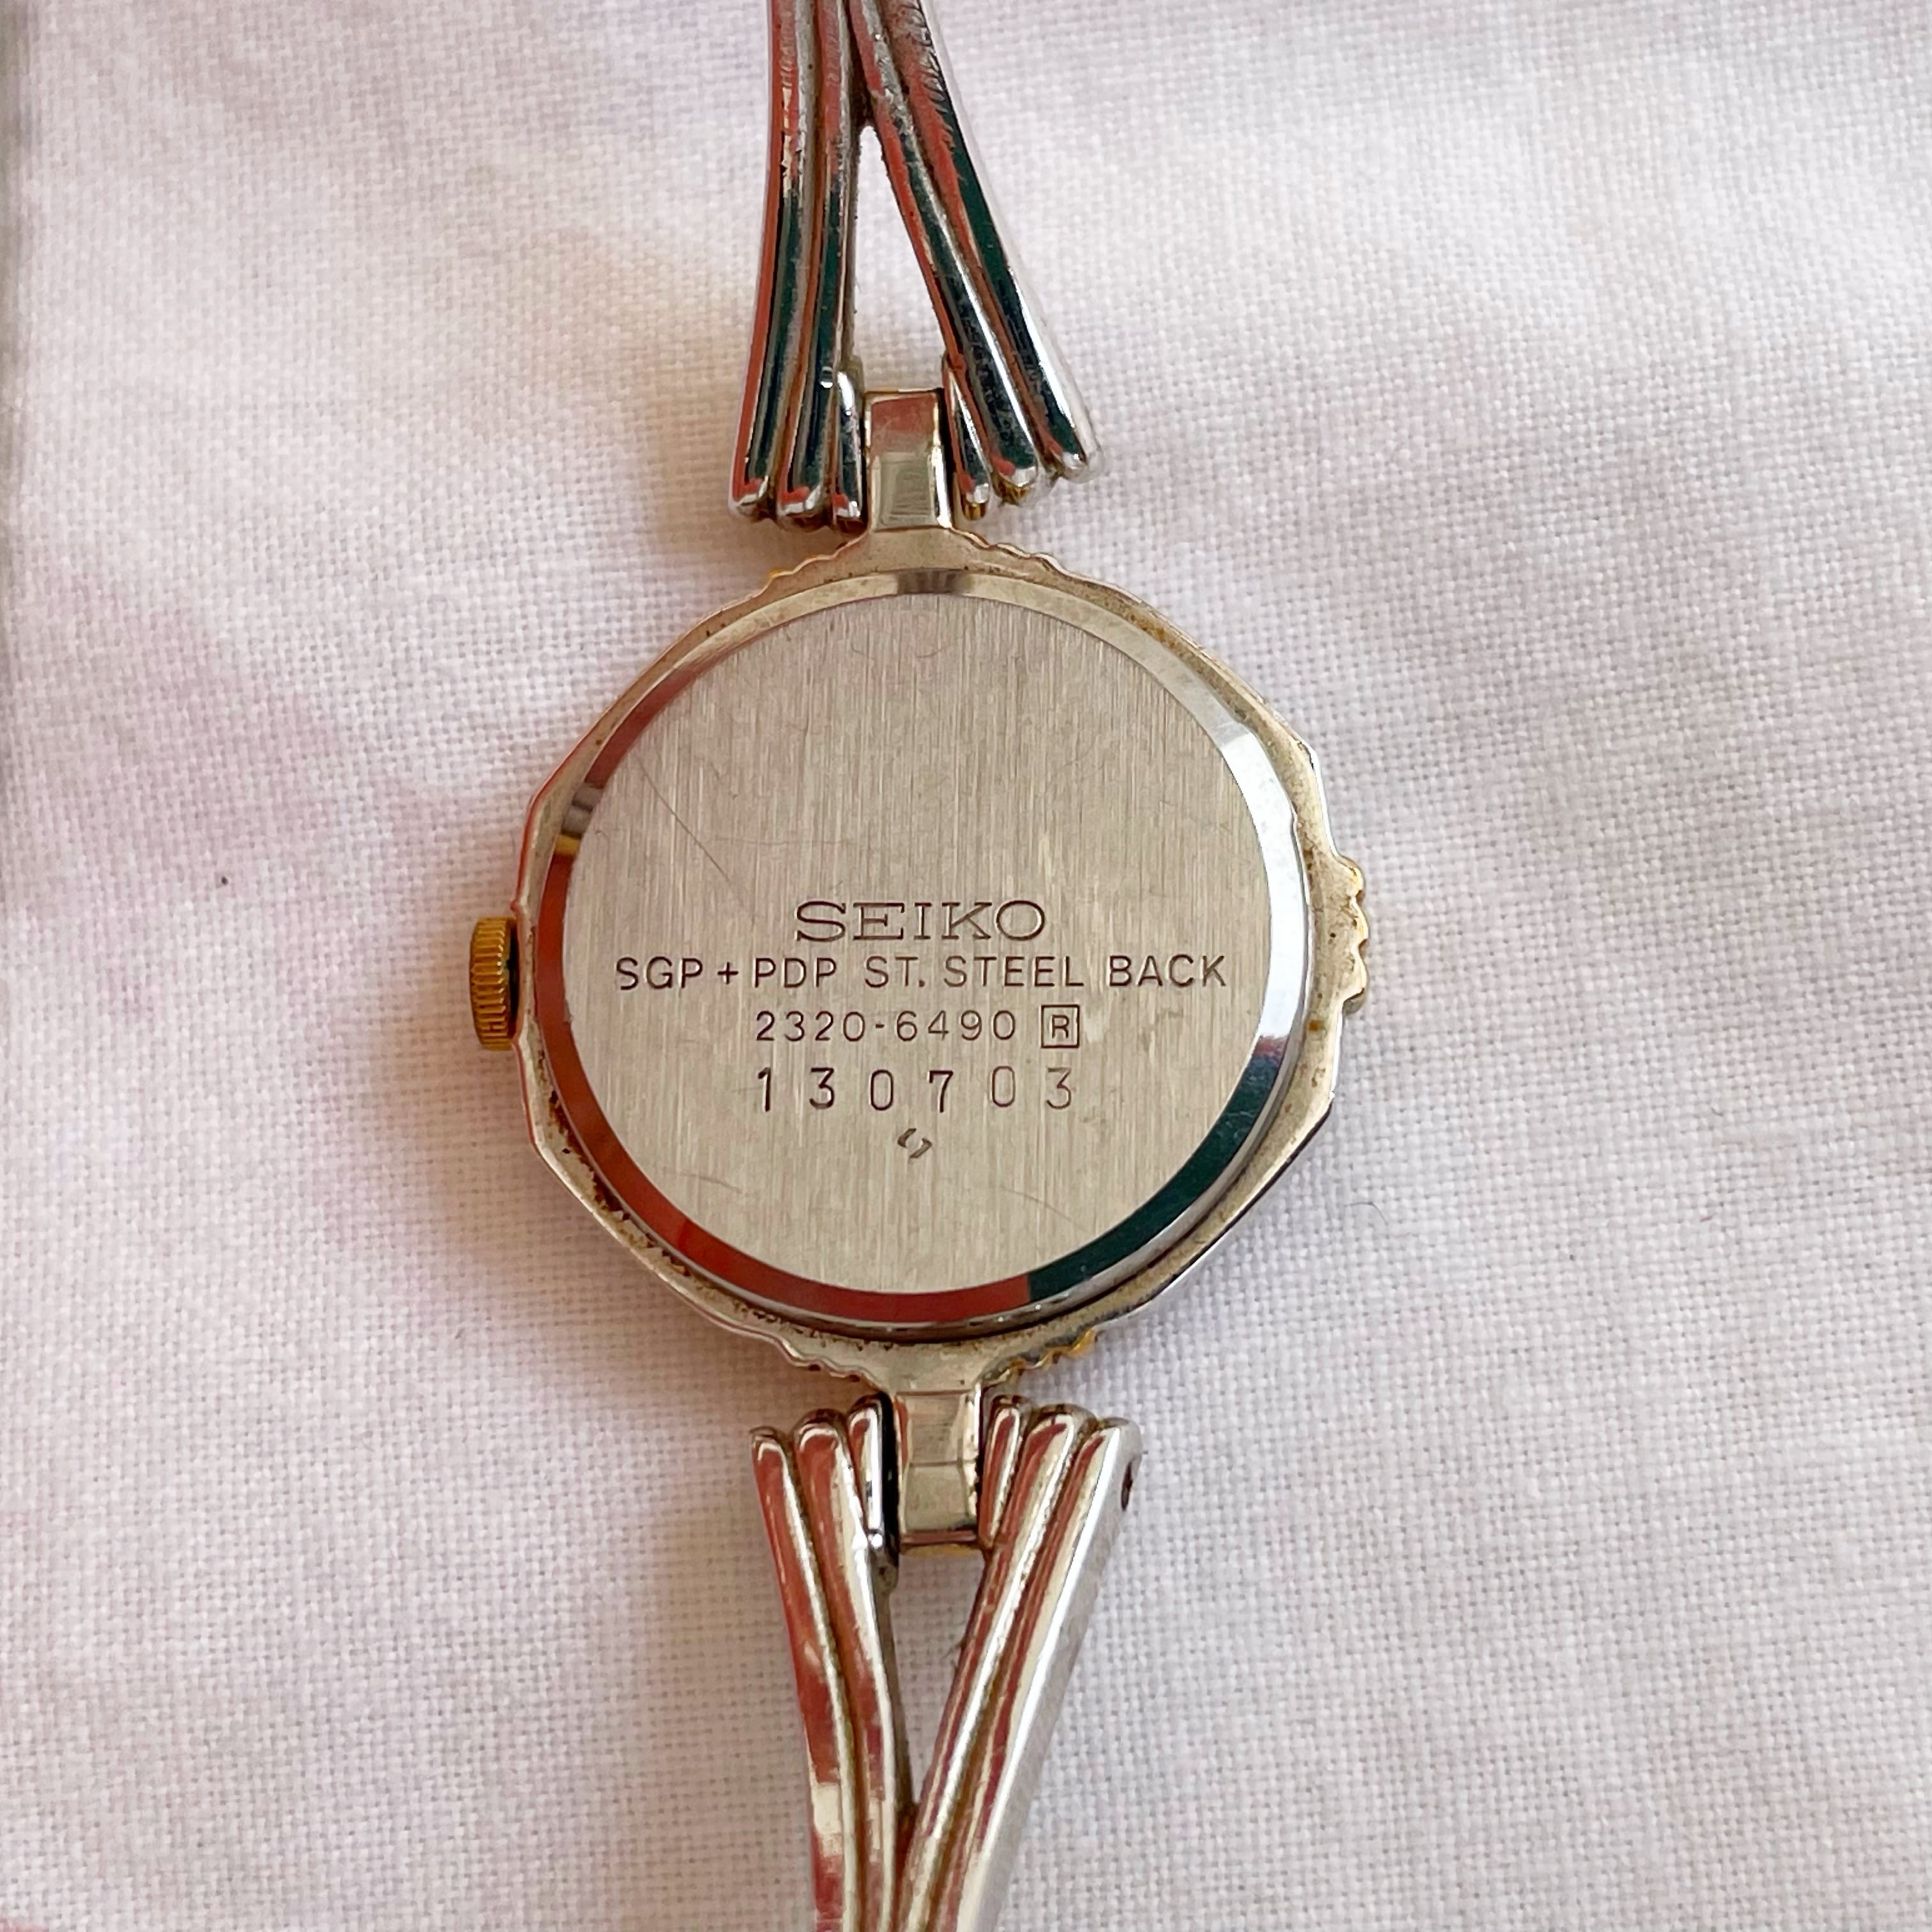 SEIKO
SGP + PDP ST. STEEL BACK
2320-6490 R
130703